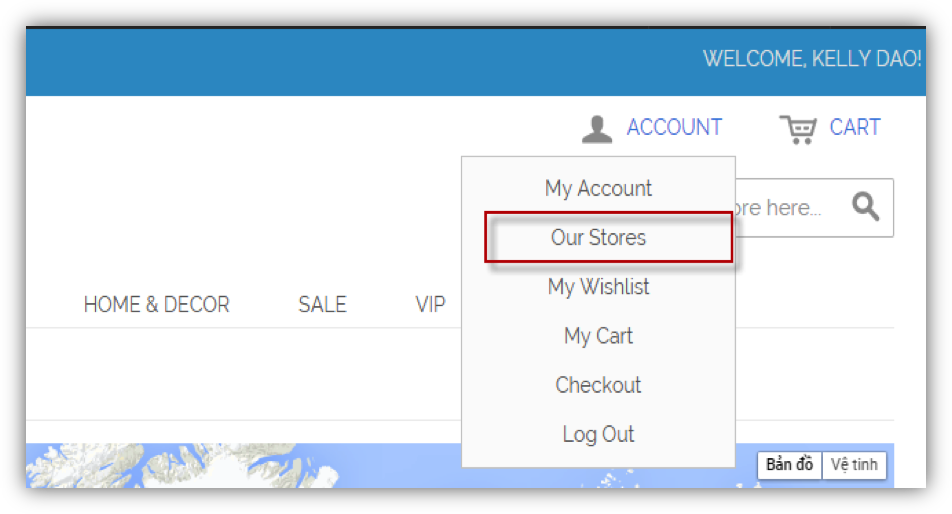 WELCOME, KELLY DAO!
ACCOUNT
CART
My Account
here...
Our Stores
My Wishlist
HOME & DECOR
SALE
VIP
My Cart
Checkout
Log Out
Bản đồ
Vệ tinh